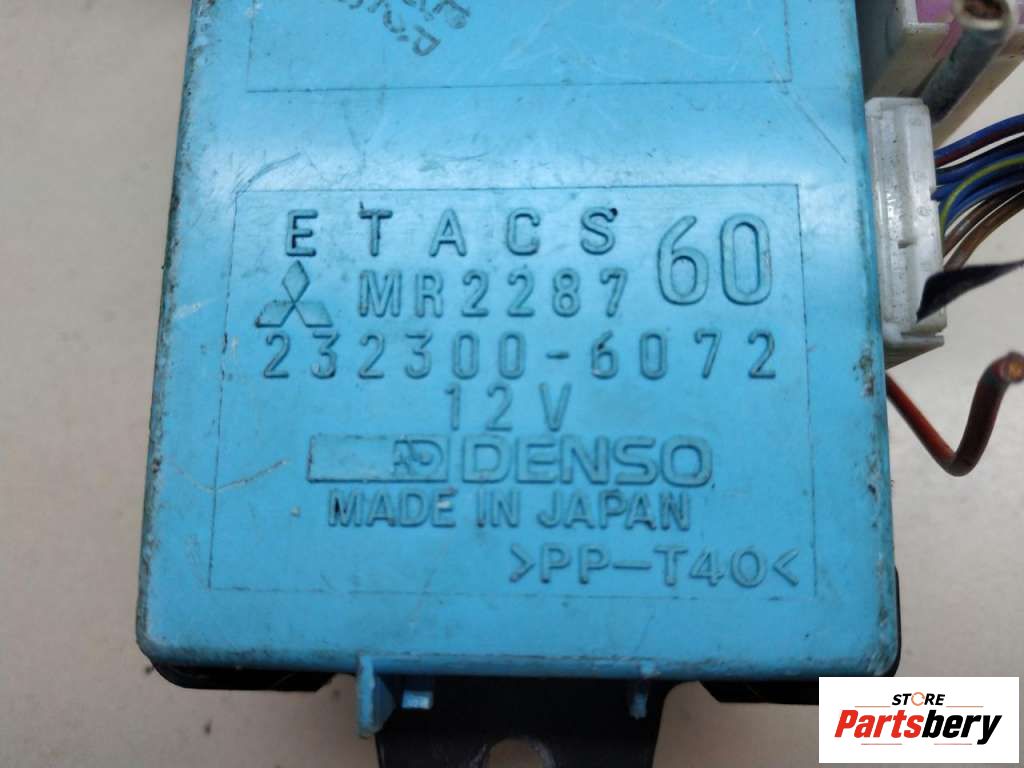 ETACS 60
MR2287
232300-6072
12V
DENSO
MADE IN JAPAN
>PP-T40<
STORE
Partsbery